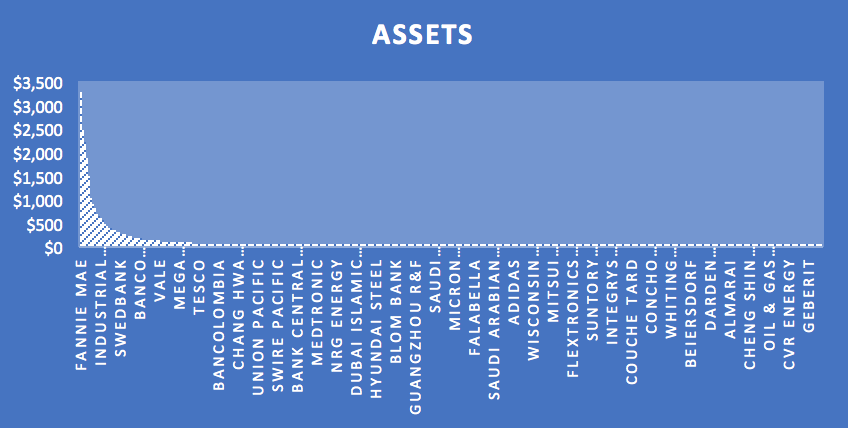 ASSETS
$3,500
$3,000
$2,500
$2,000
$1,500
$1,000
$500
$0
FANNIE MAE
INDUSTRIAL…
SWEDBANK
BANCO…
VALE
MEGA…
TESCO
BANCOLOMBIA
CHANG HWA…
UNION PACIFIC
SWIRE PACIFIC
BANK CENTRAL…
MEDTRONIC
NRG ENERGY
DUBAI ISLAMIC…
HYUNDAI STEEL
BLOM BANK
GUANGZHOU R&F
SAUDI…
MICRON…
FALABELLA
SAUDI ARABIAN…
ADIDAS
WISCONSIN…
MITSUI…
FLEXTRONICS…
SUNTORY…
INTEGRYS…
COUCHE TARD
CONCHO…
WHITING…
BEIERSDORF
DARDEN…
ALMARAI
CHENG SHIN…
OIL & GAS…
CVR ENERGY
GEBERIT